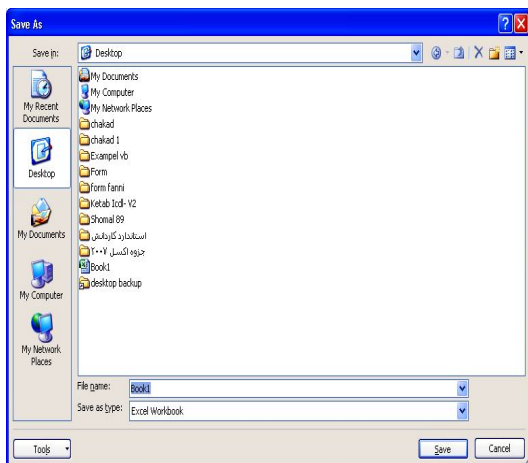 Save As
Save in:
Desktop
My Documents
My Computer
My Network Places
chakad
chakad 1
Exampel vb
Form
form fanni
Ketab Icdl- V2
Shomal 89
استاندارد کاردانش
جزوه اکسل ۲۰۰۷
Book1
desktop backup
My Recent
Documents
Desktop
My Documents
My Computer
My Network
Places
File name:
Book1
Save as type:
Excel Workbook
Tools
Save
Cancel